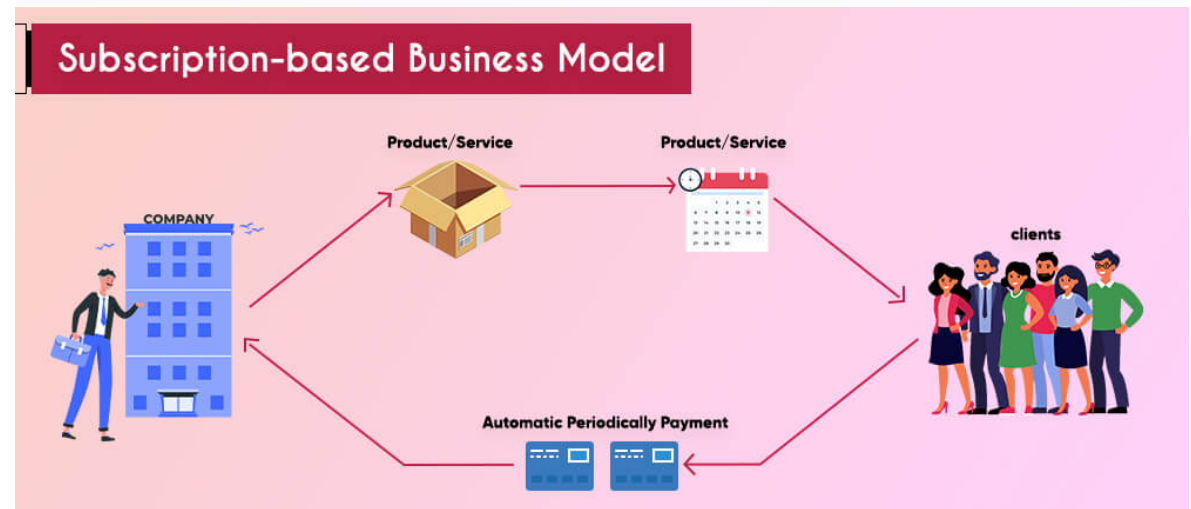 Subscription-based Business Model
Product/Service
Product/Service
COMPANY
clients
Automatic Periodically Payment